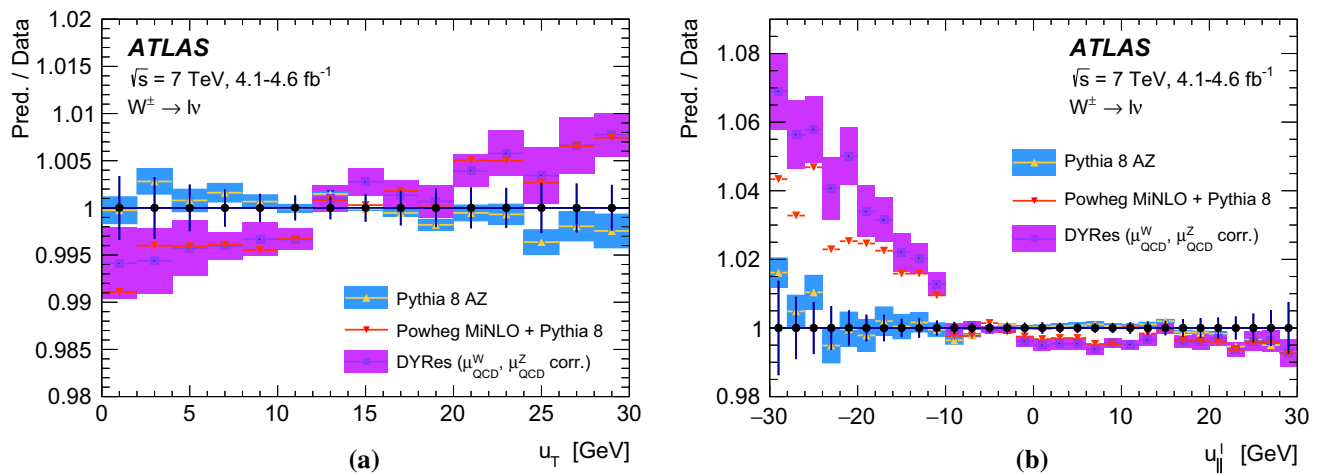 Pred. / Data
1.02
1.015
1.01
1.005
1
0.995
0.99
0.985
0.98
ATLAS
√s = 7 TeV, 4.1-4.6 fb⁻¹
W± → lν
Pythia 8 AZ
Powheg MiNLO + Pythia 8
DYRes (μ^W_QCD, μ^Z_QCD corr.)
0 5 10 15 20 25 30
u_T [GeV]
(a)
Pred. / Data
1.08
1.06
1.04
1.02
1
0.98
ATLAS
√s = 7 TeV, 4.1-4.6 fb⁻¹
W± → lν
Pythia 8 AZ
Powheg MiNLO + Pythia 8
DYRes (μ^W_QCD, μ^Z_QCD corr.)
−30 −20 −10 0 10 20 30
u^l_|| [GeV]
(b)